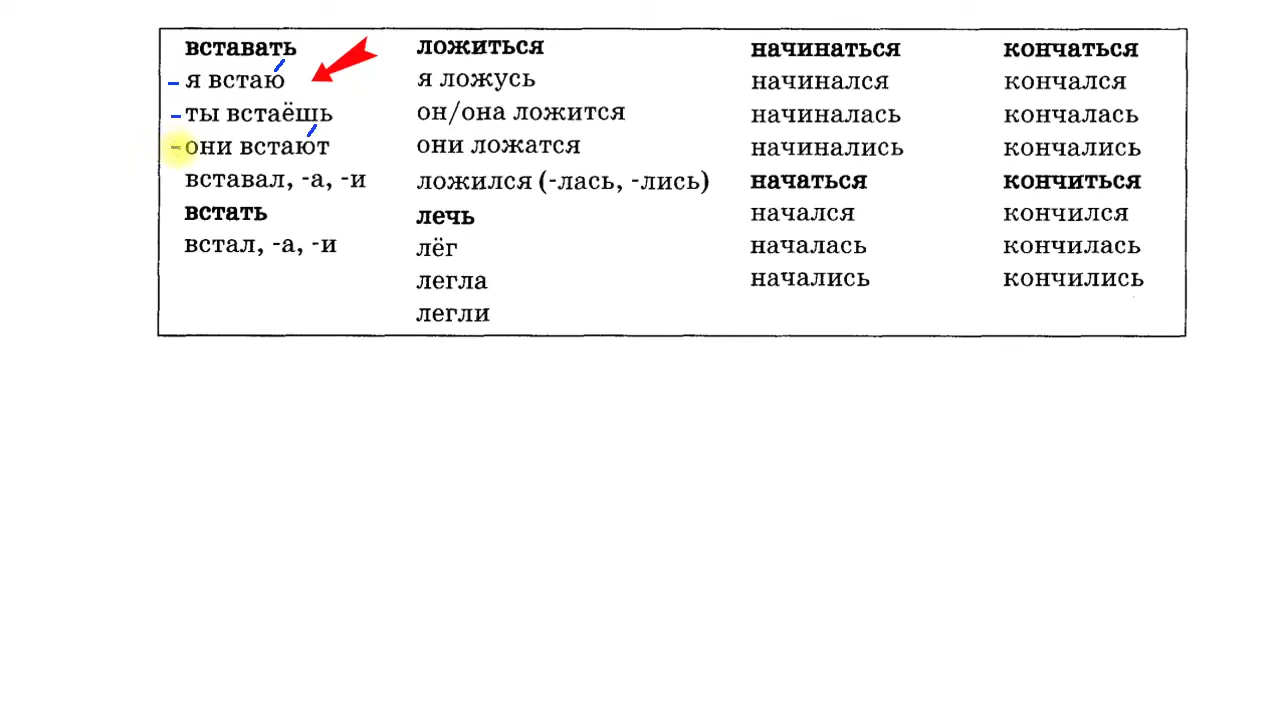 вставать
я встаю
ты встаёшь
они встают
вставал, -а, -и
встать
встал, -а, -и
ложиться
я ложусь
он/она ложится
они ложатся
ложился (-лась, -лись)
лечь
лёг
легла
легли
начинаться
начинался
начиналась
начинались
начаться
начался
началась
начались
кончаться
кончался
кончалась
кончались
кончиться
кончился
кончилась
кончились